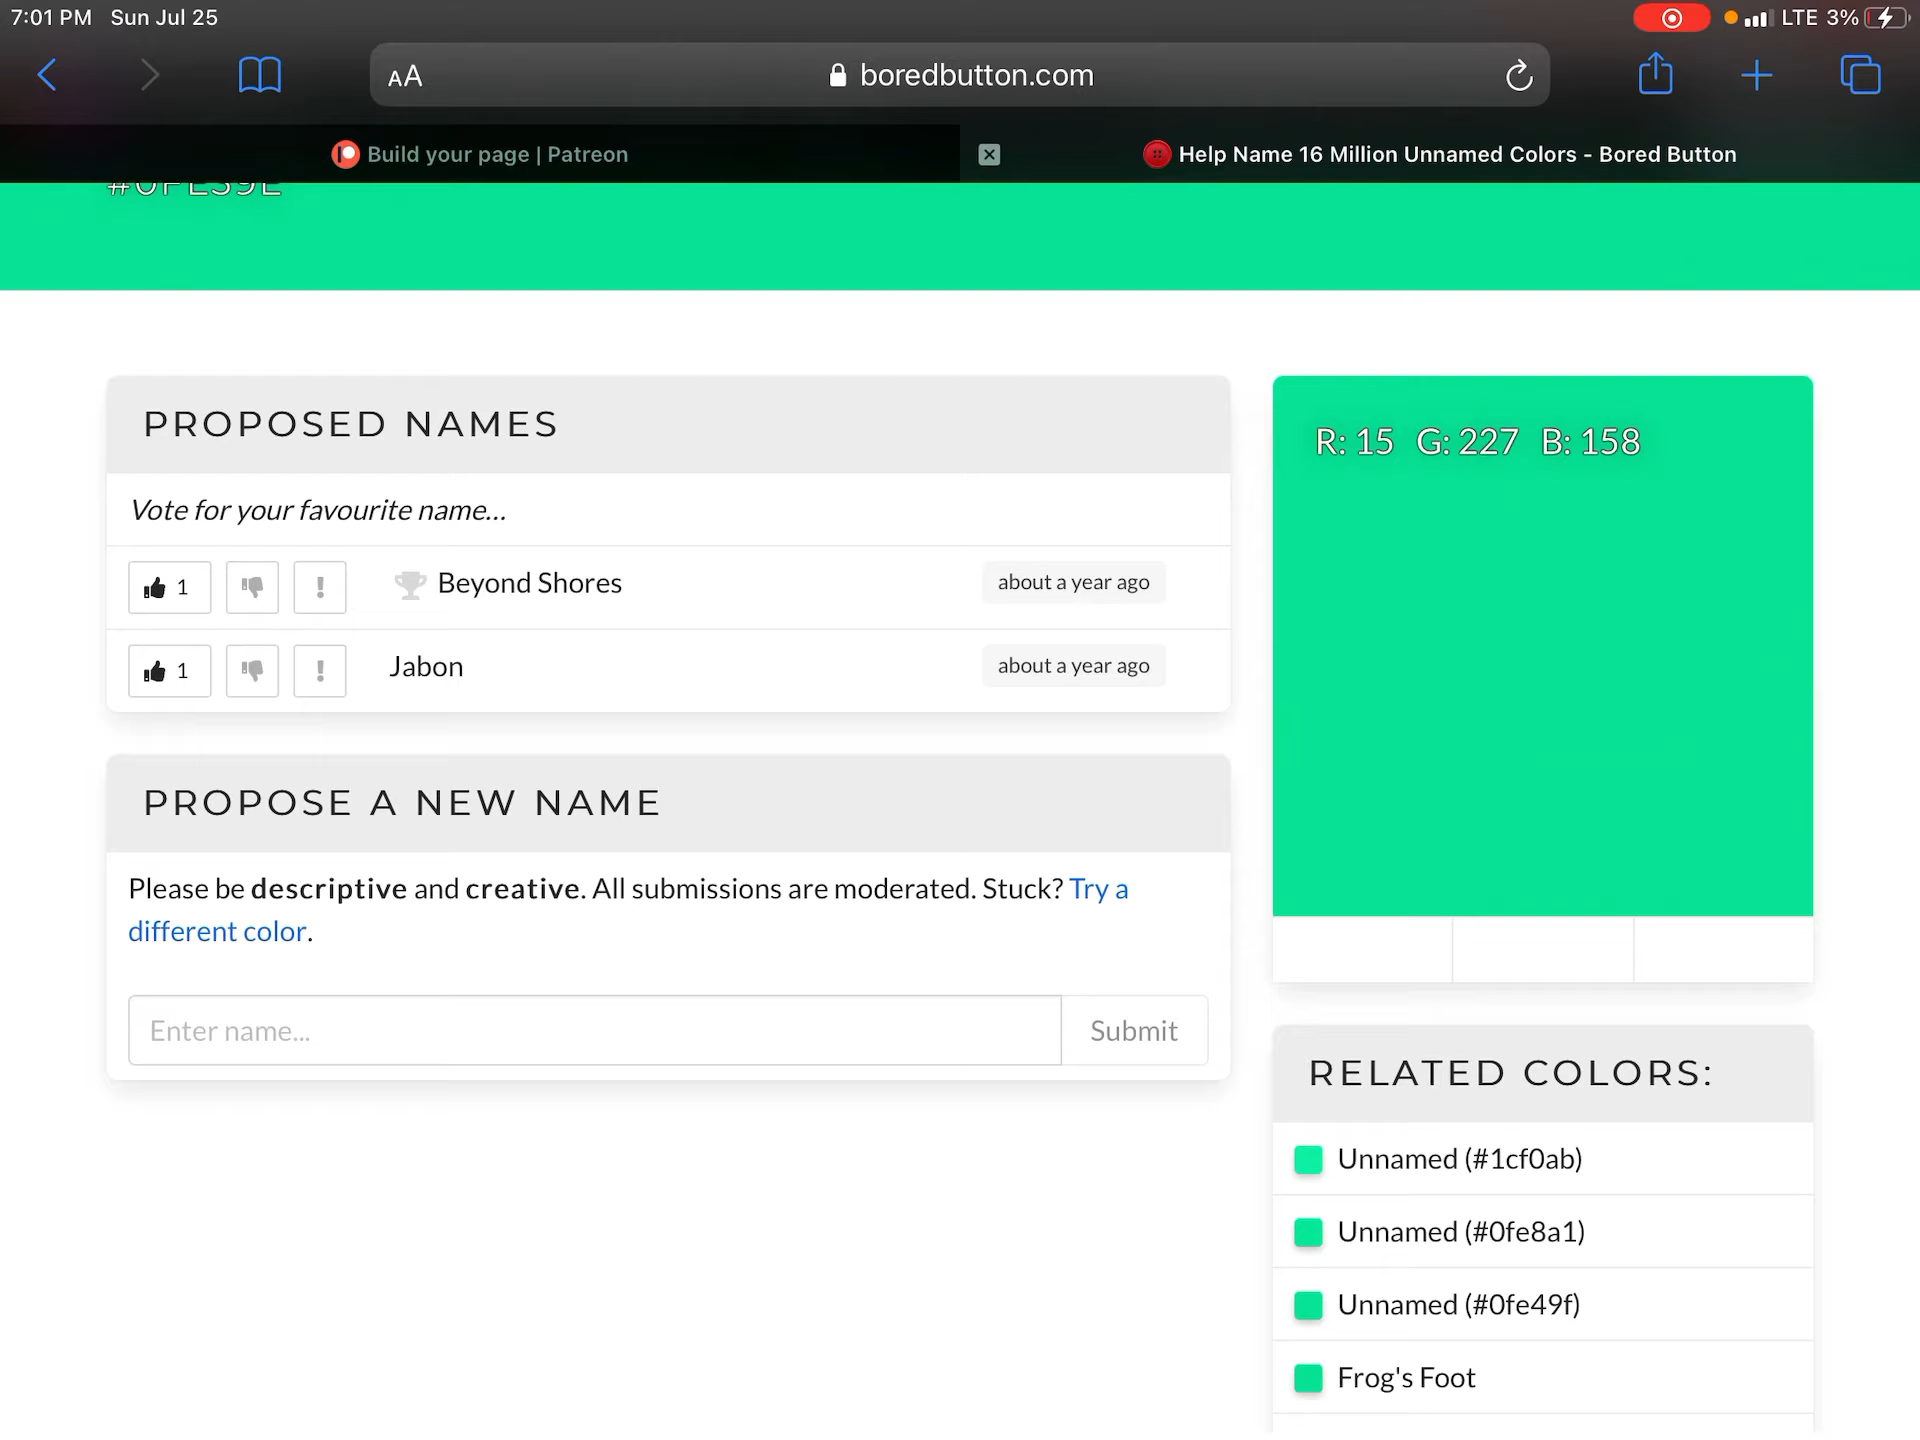 7:01 PM Sun Jul 25
LTE 3%
AA
boredbutton.com
Build your page | Patreon
Help Name 16 Million Unnamed Colors - Bored Button
#0FE39E
PROPOSED NAMES
Vote for your favourite name...
1 ! Beyond Shores about a year ago
1 ! Jabon about a year ago
PROPOSE A NEW NAME
Please be descriptive and creative. All submissions are moderated. Stuck? Try a
different color.
Enter name...
Submit
R: 15 G: 227 B: 158
RELATED COLORS:
Unnamed (#1cf0ab)
Unnamed (#0fe8a1)
Unnamed (#0fe49f)
Frog's Foot